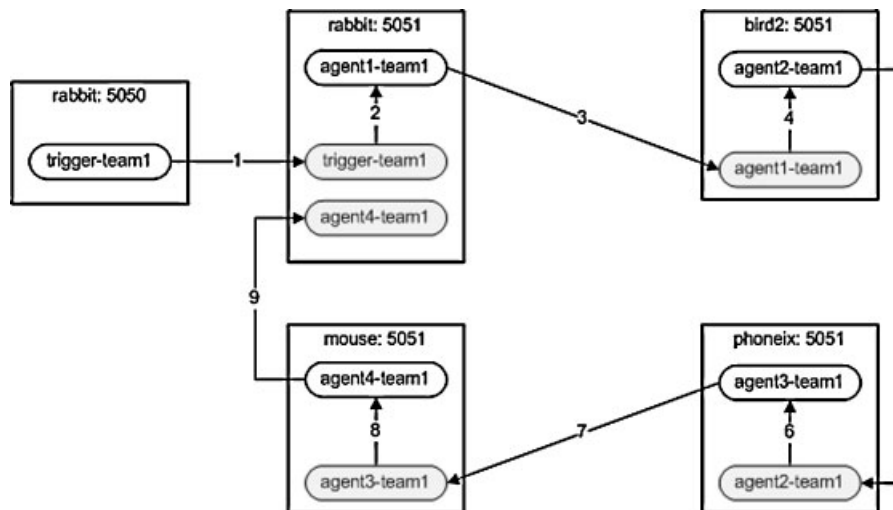 rabbit: 5051
agent1-team1
2
trigger-team1
agent4-team1
rabbit: 5050
trigger-team1
1
3
bird2: 5051
agent2-team1
4
agent1-team1
9
mouse: 5051
agent4-team1
8
agent3-team1
7
phoneix: 5051
agent3-team1
6
agent2-team1